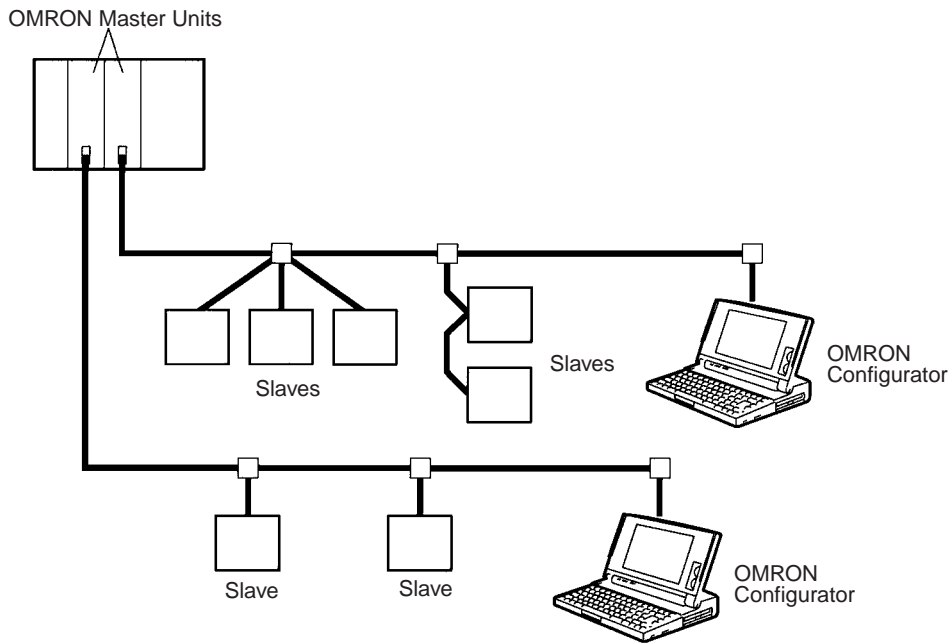 OMRON Master Units
Slaves
Slaves
OMRON
Configurator
Slave
Slave
OMRON
Configurator